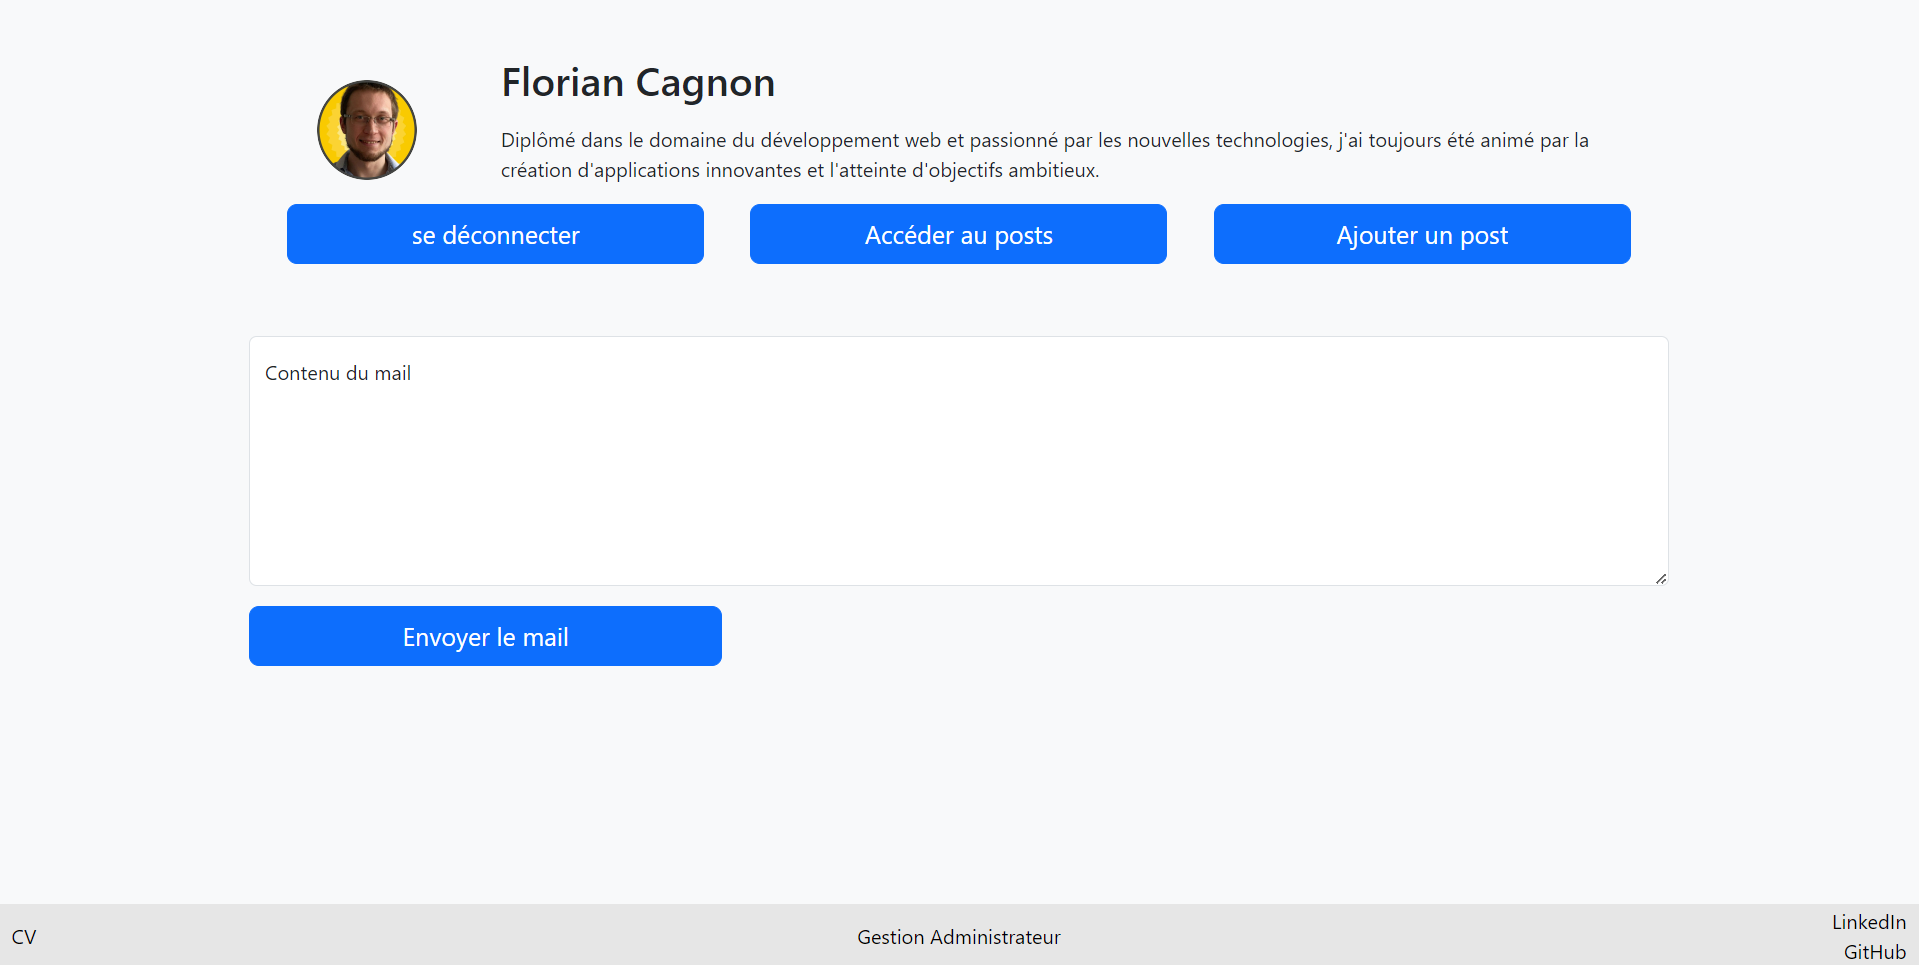 Florian Cagnon
Diplômé dans le domaine du développement web et passionné par les nouvelles technologies, j'ai toujours été animé par la
création d'applications innovantes et l'atteinte d'objectifs ambitieux.
se déconnecter
Accéder au posts
Ajouter un post
Contenu du mail
Envoyer le mail
CV
Gestion Administrateur
LinkedIn
GitHub